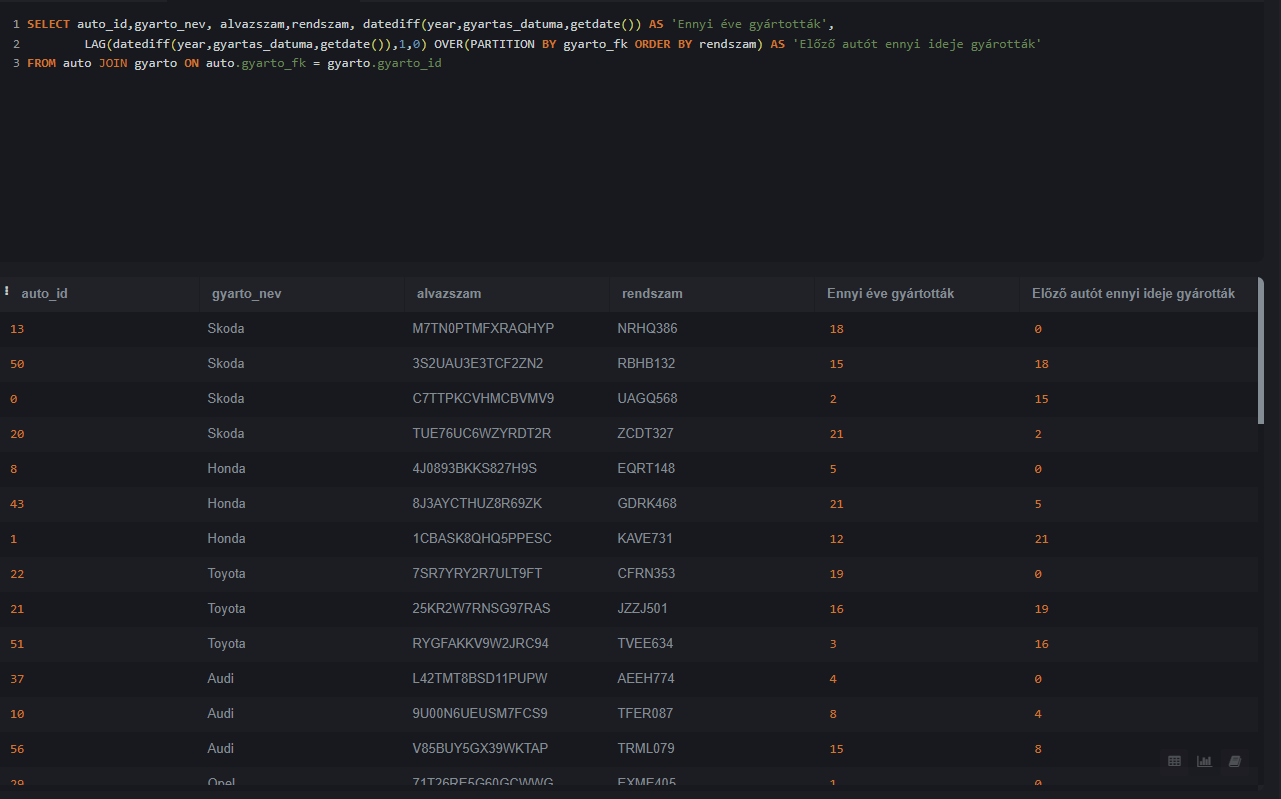 1 SELECT auto_id,gyarto_nev, alvazszam,rendszam, datediff(year,gyartas_datuma,getdate()) AS 'Ennyi éve gyártották',
2 LAG(datediff(year,gyartas_datuma,getdate()),1,0) OVER(PARTITION BY gyarto_fk ORDER BY rendszam) AS 'Előző autót ennyi ideje gyárották'
3 FROM auto JOIN gyarto ON auto.gyarto_fk = gyarto.gyarto_id
auto_id gyarto_nev alvazszam rendszam Ennyi éve gyártották Előző autót ennyi ideje gyárották
13 Skoda M7TN0PTMFXRAQHYP NRHQ386 18 0
50 Skoda 3S2UAU3E3TCF2ZN2 RBHB132 15 18
0 Skoda C7TTPKCVHMCBVMV9 UAGQ568 2 15
20 Skoda TUE76UC6WZYRDT2R ZCDT327 21 2
8 Honda 4J0893BKKS827H9S EQRT148 5 0
43 Honda 8J3AYCTHUZ8R69ZK GDRK468 21 5
1 Honda 1CBASK8QHQ5PPESC KAVE731 12 21
22 Toyota 7SR7YRY2R7ULT9FT CFRN353 19 0
21 Toyota 25KR2W7RNSG97RAS JZZJ501 16 19
51 Toyota RYGFAKKV9W2JRC94 TVEE634 3 16
37 Audi L42TMT8BSD11PUPW AEEH774 4 0
10 Audi 9U00N6UEUSM7FCS9 TFER087 8 4
56 Audi V85BUY5GX39WKTAP TRML079 15 8
29 Opel 71T26RE5G60GCWWG EXME405 1 0